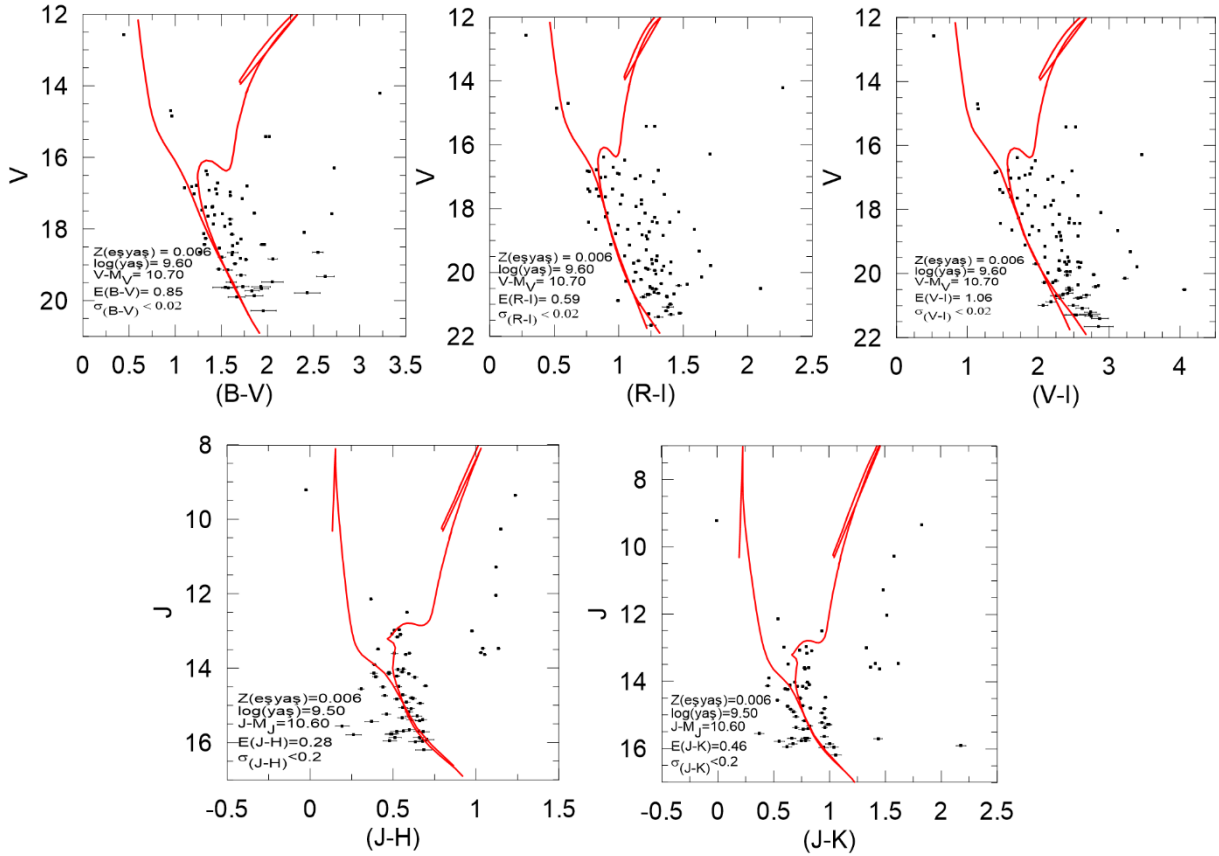 12
14
16
18
20
V
Z(eşyaş) = 0.006
log(yaş) = 9.60
V-M_V= 10.70
E(B-V)= 0.85
σ_(B-V) < 0.02
0 0.5 1 1.5 2 2.5 3 3.5
(B-V)
12
14
16
18
20
22
V
Z(eşyaş) = 0.006
log(yaş) = 9.60
V-M_V= 10.70
E(R-I)= 0.59
σ_(R-I) < 0.02
0 0.5 1 1.5 2 2.5
(R-I)
12
14
16
18
20
22
V
Z(eşyaş) = 0.006
log(yaş) = 9.60
V-M_V= 10.70
E(V-I)= 1.06
σ_(V-I) < 0.02
0 1 2 3 4
(V-I)
8
10
12
14
16
J
Z(eşyaş)=0.006
log(yaş)=9.50
J-M_J=10.60
E(J-H)=0.28
σ_(J-H)<0.2
-0.5 0 0.5 1 1.5
(J-H)
8
10
12
14
16
J
Z(eşyaş)=0.006
log(yaş)=9.50
J-M_J=10.60
E(J-K)=0.46
σ_(J-K)<0.2
-0.5 0 0.5 1 1.5 2 2.5
(J-K)